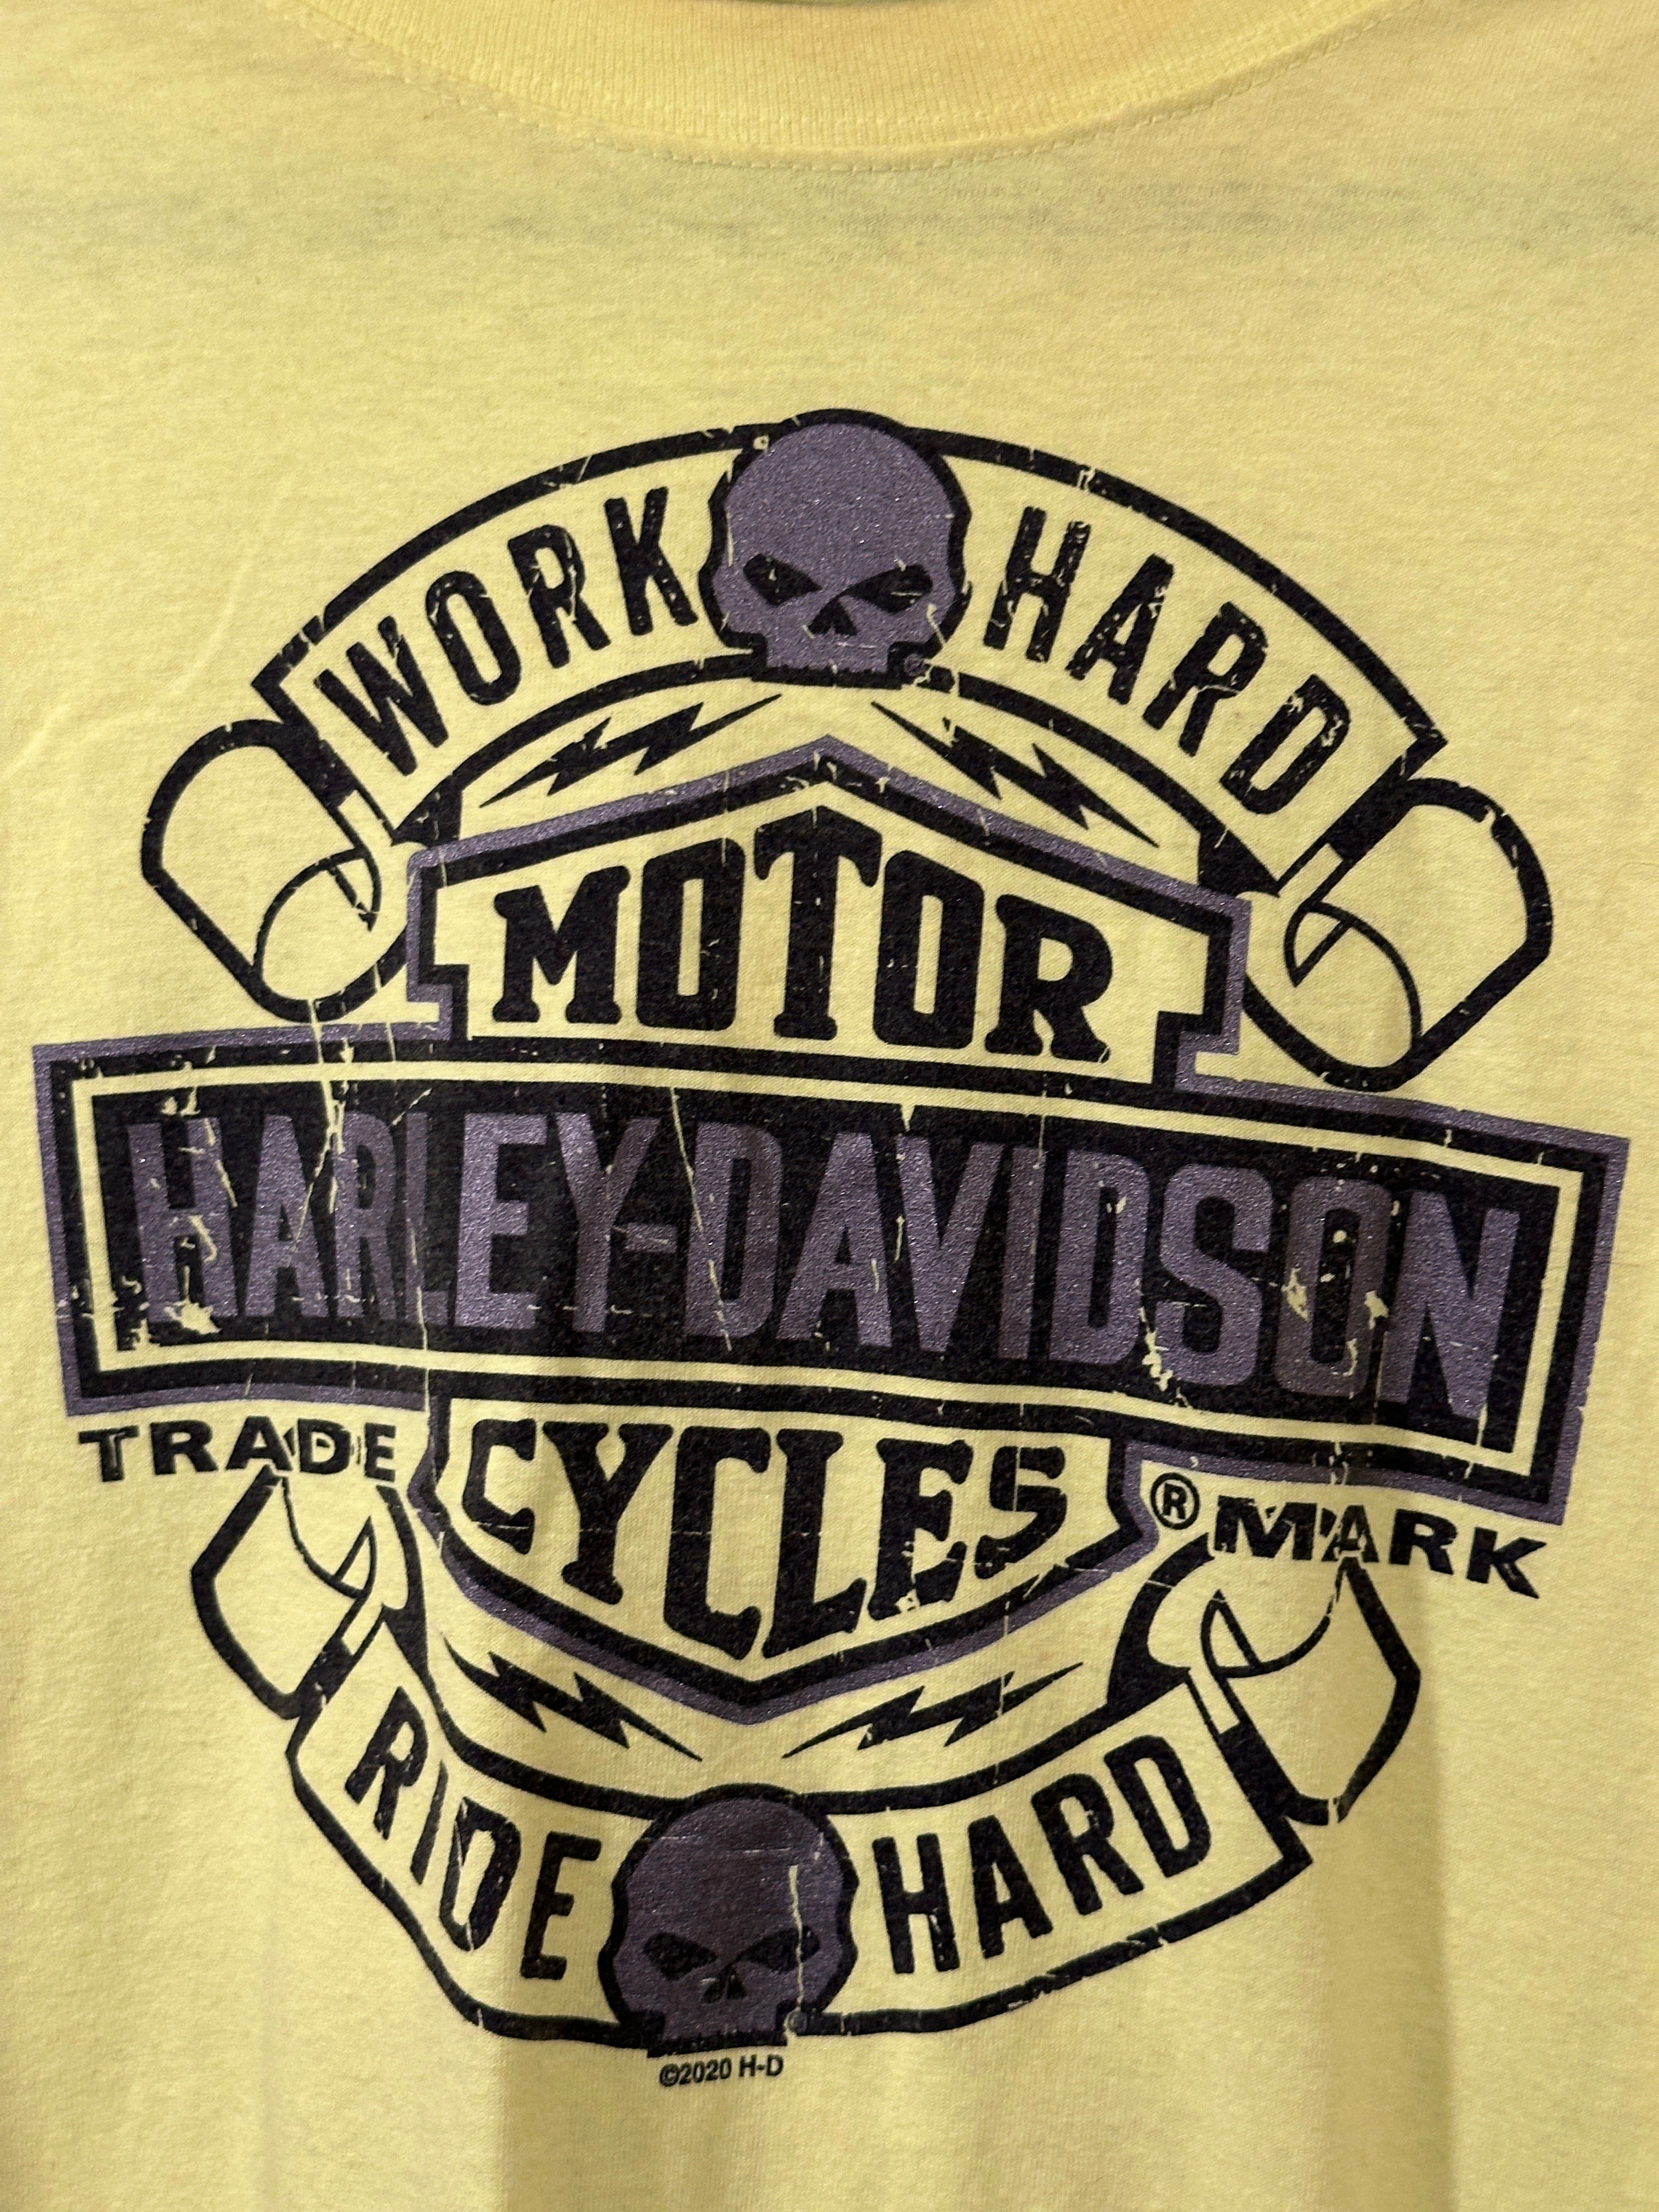 WORK HARD
MOTOR
HARLEY-DAVIDSON
CYCLES
TRADE ® MARK
RIDE HARD
©2020 H-D